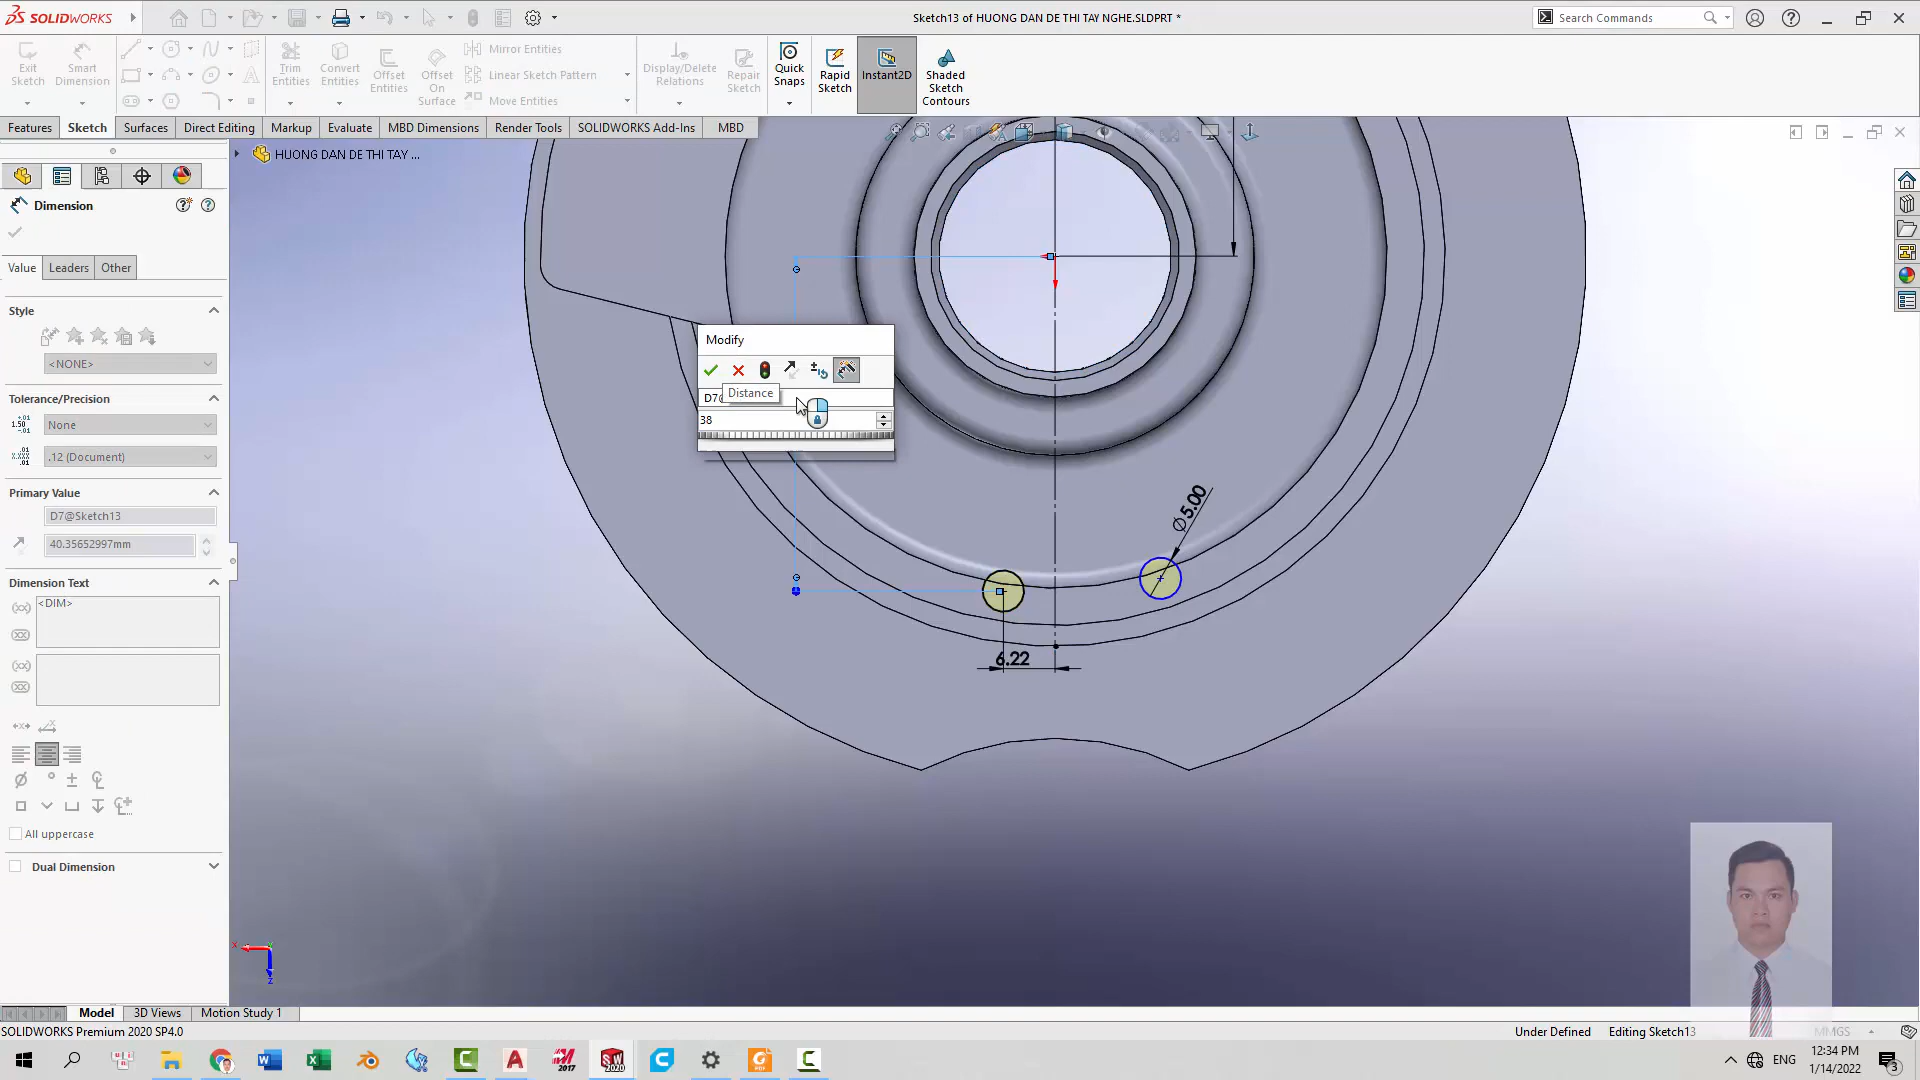 SOLIDWORKS
Sketch13 of HUONG DAN DE THI TAY NGHE.SLDPRT *
Search Commands
Exit Sketch
Smart Dimension
Trim Entities
Convert Entities
Offset Entities
Offset On Surface
Mirror Entities
Linear Sketch Pattern
Move Entities
Display/Delete Relations
Repair Sketch
Quick Snaps
Rapid Sketch
Instant2D
Shaded Sketch Contours
Features
Sketch
Surfaces
Direct Editing
Markup
Evaluate
MBD Dimensions
Render Tools
SOLIDWORKS Add-Ins
MBD
HUONG DAN DE THI TAY ...
Dimension
Value
Leaders
Other
Style
<NONE>
Tolerance/Precision
None
.12 (Document)
Primary Value
D7@Sketch13
40.35652997mm
Dimension Text
<DIM>
All uppercase
Dual Dimension
Modify
Distance
38
Ø5.00
6.22
Model
3D Views
Motion Study 1
SOLIDWORKS Premium 2020 SP4.0
Under Defined
Editing Sketch13
MMGS
ENG
12:34 PM
1/14/2022